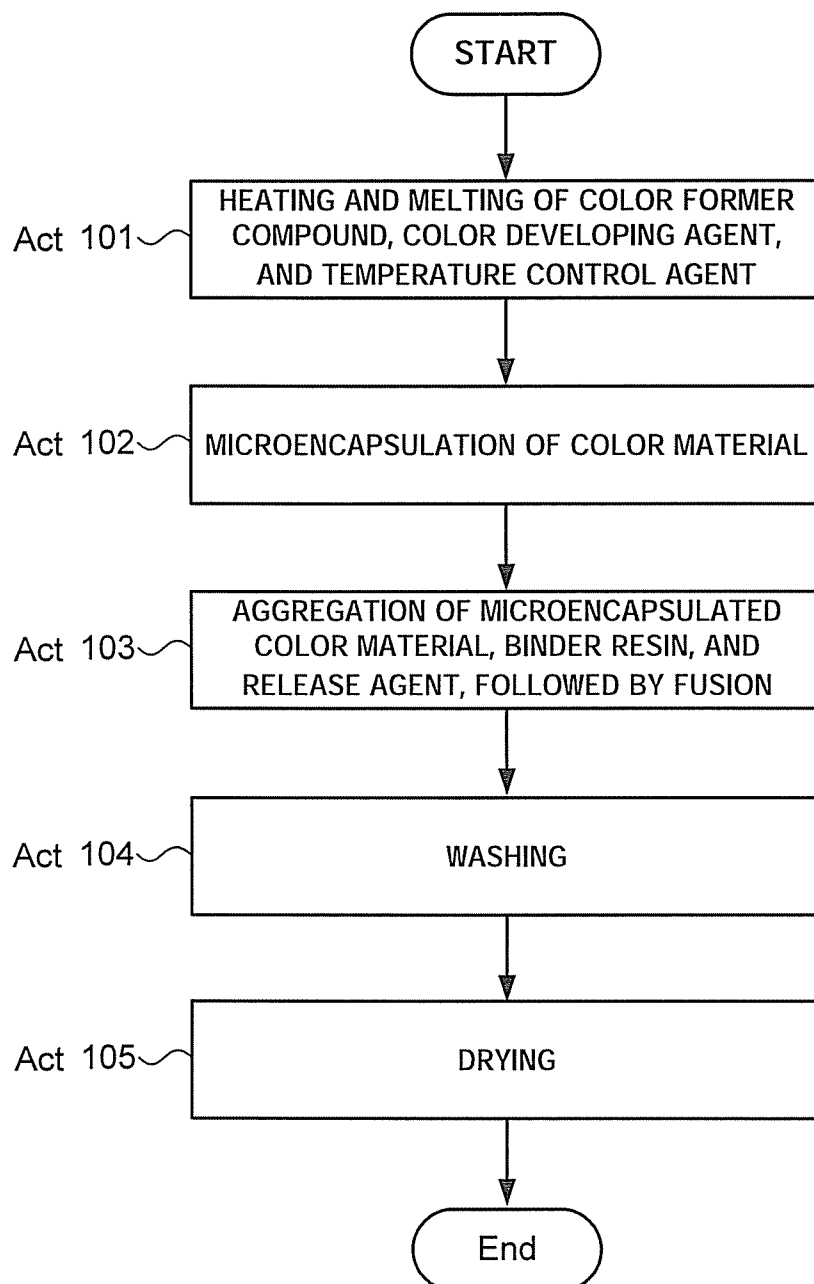 START
Act 101
HEATING AND MELTING OF COLOR FORMER
COMPOUND, COLOR DEVELOPING AGENT,
AND TEMPERATURE CONTROL AGENT
Act 102
MICROENCAPSULATION OF COLOR MATERIAL
Act 103
AGGREGATION OF MICROENCAPSULATED
COLOR MATERIAL, BINDER RESIN, AND
RELEASE AGENT, FOLLOWED BY FUSION
Act 104
WASHING
Act 105
DRYING
End